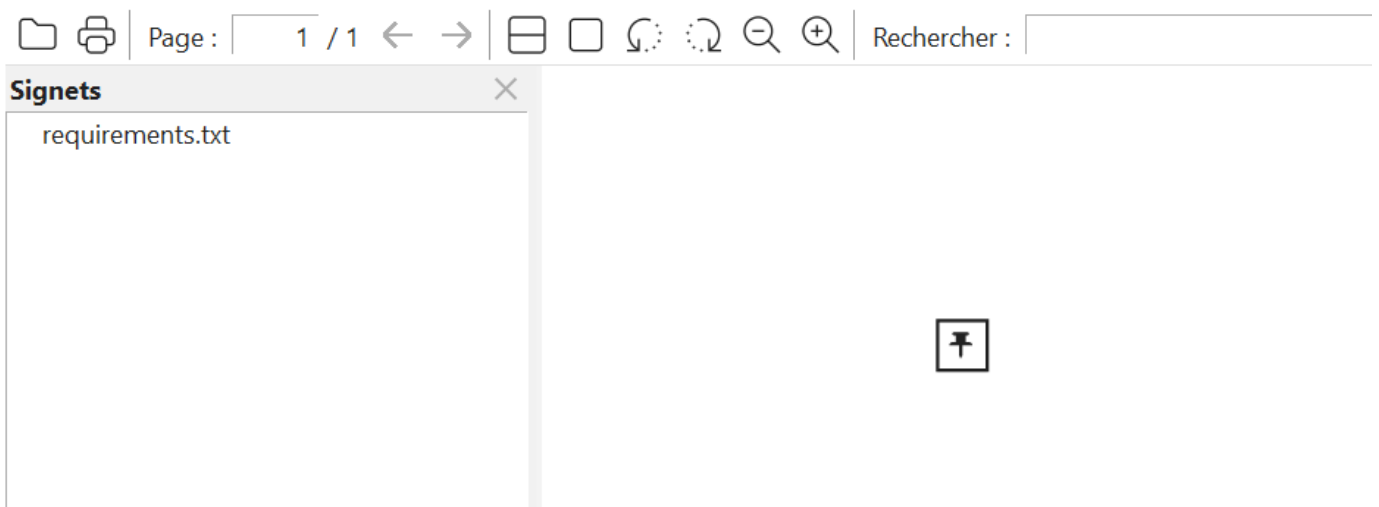 Page : 1 / 1 Rechercher :
Signets
requirements.txt